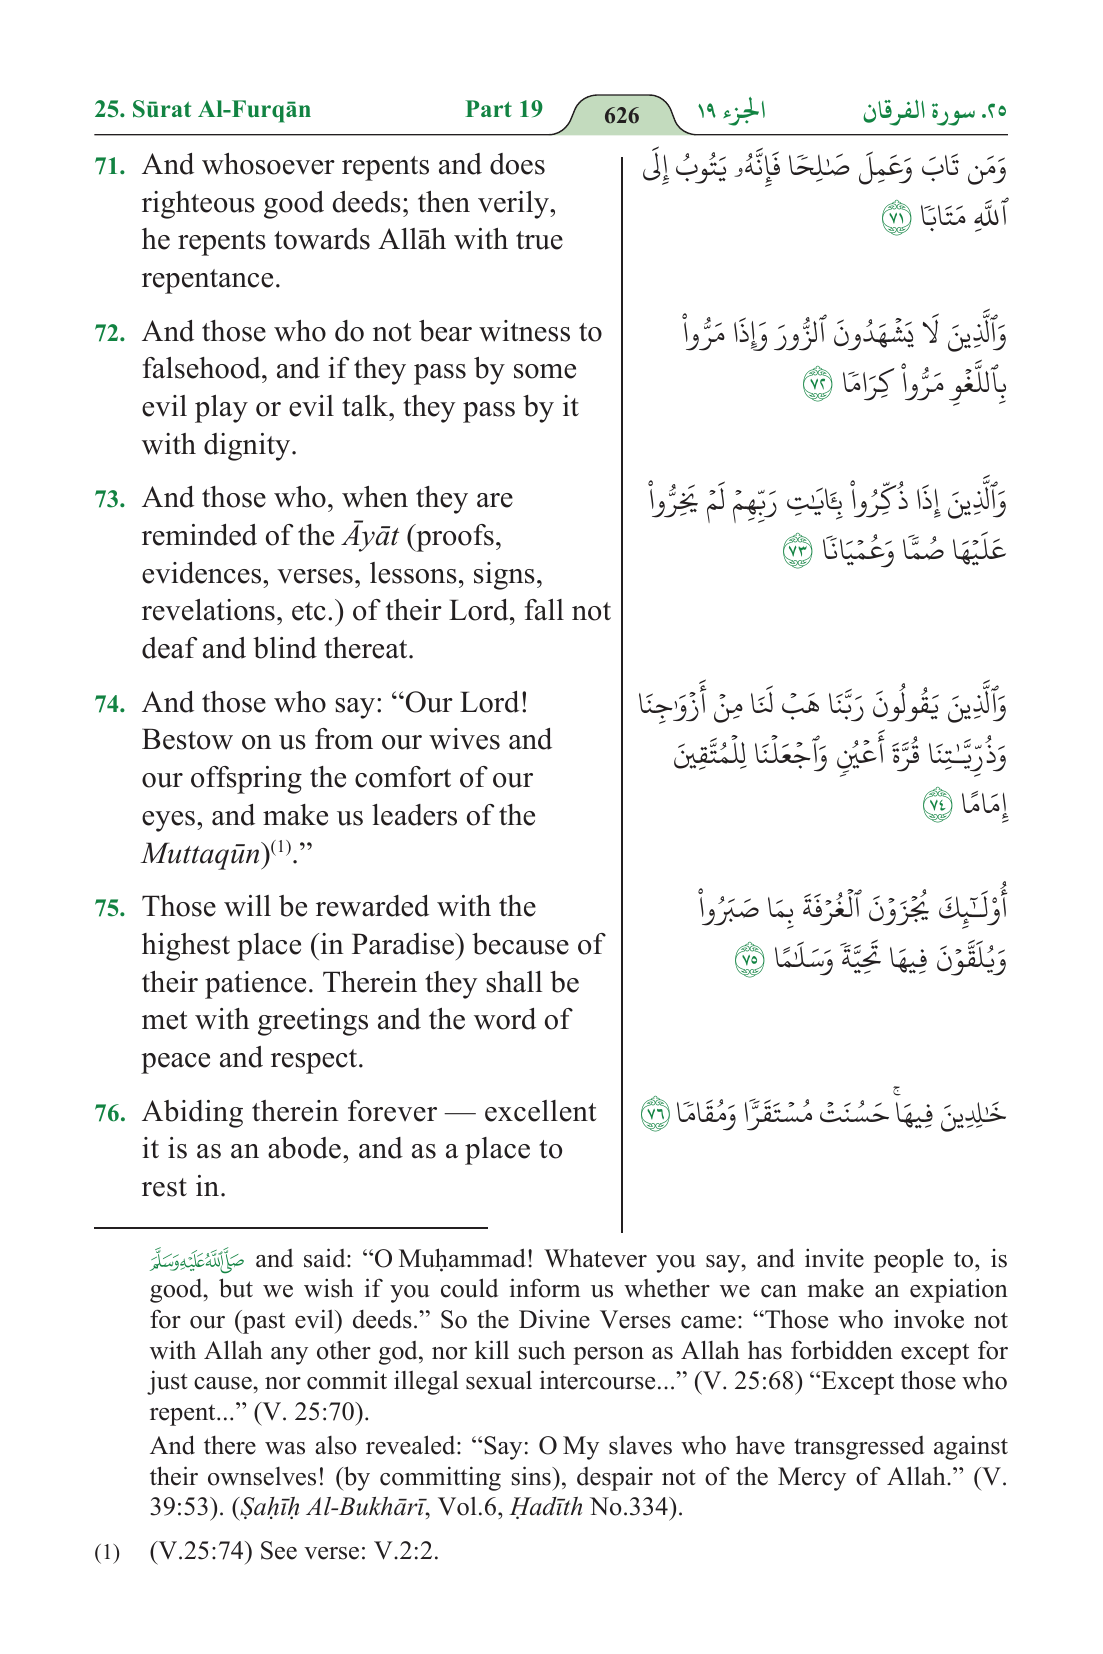 25. Sūrat Al-Furqān Part 19 626 الجزء ١٩ ٢٥. سورة الفرقان
71. And whosoever repents and does
righteous good deeds; then verily,
he repents towards Allāh with true
repentance.
وَمَن تَابَ وَعَمِلَ صَٰلِحٗا فَإِنَّهُۥ يَتُوبُ إِلَى
ٱللَّهِ مَتَابٗا ٧١
72. And those who do not bear witness to
falsehood, and if they pass by some
evil play or evil talk, they pass by it
with dignity.
وَٱلَّذِينَ لَا يَشۡهَدُونَ ٱلزُّورَ وَإِذَا مَرُّواْ
بِٱللَّغۡوِ مَرُّواْ كِرَامٗا ٧٢
73. And those who, when they are
reminded of the Āyāt (proofs,
evidences, verses, lessons, signs,
revelations, etc.) of their Lord, fall not
deaf and blind thereat.
وَٱلَّذِينَ إِذَا ذُكِّرُواْ بِـَٔايَٰتِ رَبِّهِمۡ لَمۡ يَخِرُّواْ
عَلَيۡهَا صُمّٗا وَعُمۡيَانٗا ٧٣
74. And those who say: “Our Lord!
Bestow on us from our wives and
our offspring the comfort of our
eyes, and make us leaders of the
Muttaqūn)(1).”
وَٱلَّذِينَ يَقُولُونَ رَبَّنَا هَبۡ لَنَا مِنۡ أَزۡوَٰجِنَا
وَذُرِّيَّٰتِنَا قُرَّةَ أَعۡيُنٖ وَٱجۡعَلۡنَا لِلۡمُتَّقِينَ
إِمَامًا ٧٤
75. Those will be rewarded with the
highest place (in Paradise) because of
their patience. Therein they shall be
met with greetings and the word of
peace and respect.
أُوْلَٰٓئِكَ يُجۡزَوۡنَ ٱلۡغُرۡفَةَ بِمَا صَبَرُواْ
وَيُلَقَّوۡنَ فِيهَا تَحِيَّةٗ وَسَلَٰمًا ٧٥
76. Abiding therein forever — excellent
it is as an abode, and as a place to
rest in.
خَٰلِدِينَ فِيهَاۚ حَسُنَتۡ مُسۡتَقَرّٗا وَمُقَامٗا ٧٦
صَلَّى اللَّهُ عَلَيْهِ وَسَلَّمَ and said: “O Muḥammad! Whatever you say, and invite people to, is
good, but we wish if you could inform us whether we can make an expiation
for our (past evil) deeds.” So the Divine Verses came: “Those who invoke not
with Allah any other god, nor kill such person as Allah has forbidden except for
just cause, nor commit illegal sexual intercourse...” (V. 25:68) “Except those who
repent...” (V. 25:70).
And there was also revealed: “Say: O My slaves who have transgressed against
their ownselves! (by committing sins), despair not of the Mercy of Allah.” (V.
39:53). (Ṣaḥīḥ Al-Bukhārī, Vol.6, Ḥadīth No.334).
(1) (V.25:74) See verse: V.2:2.